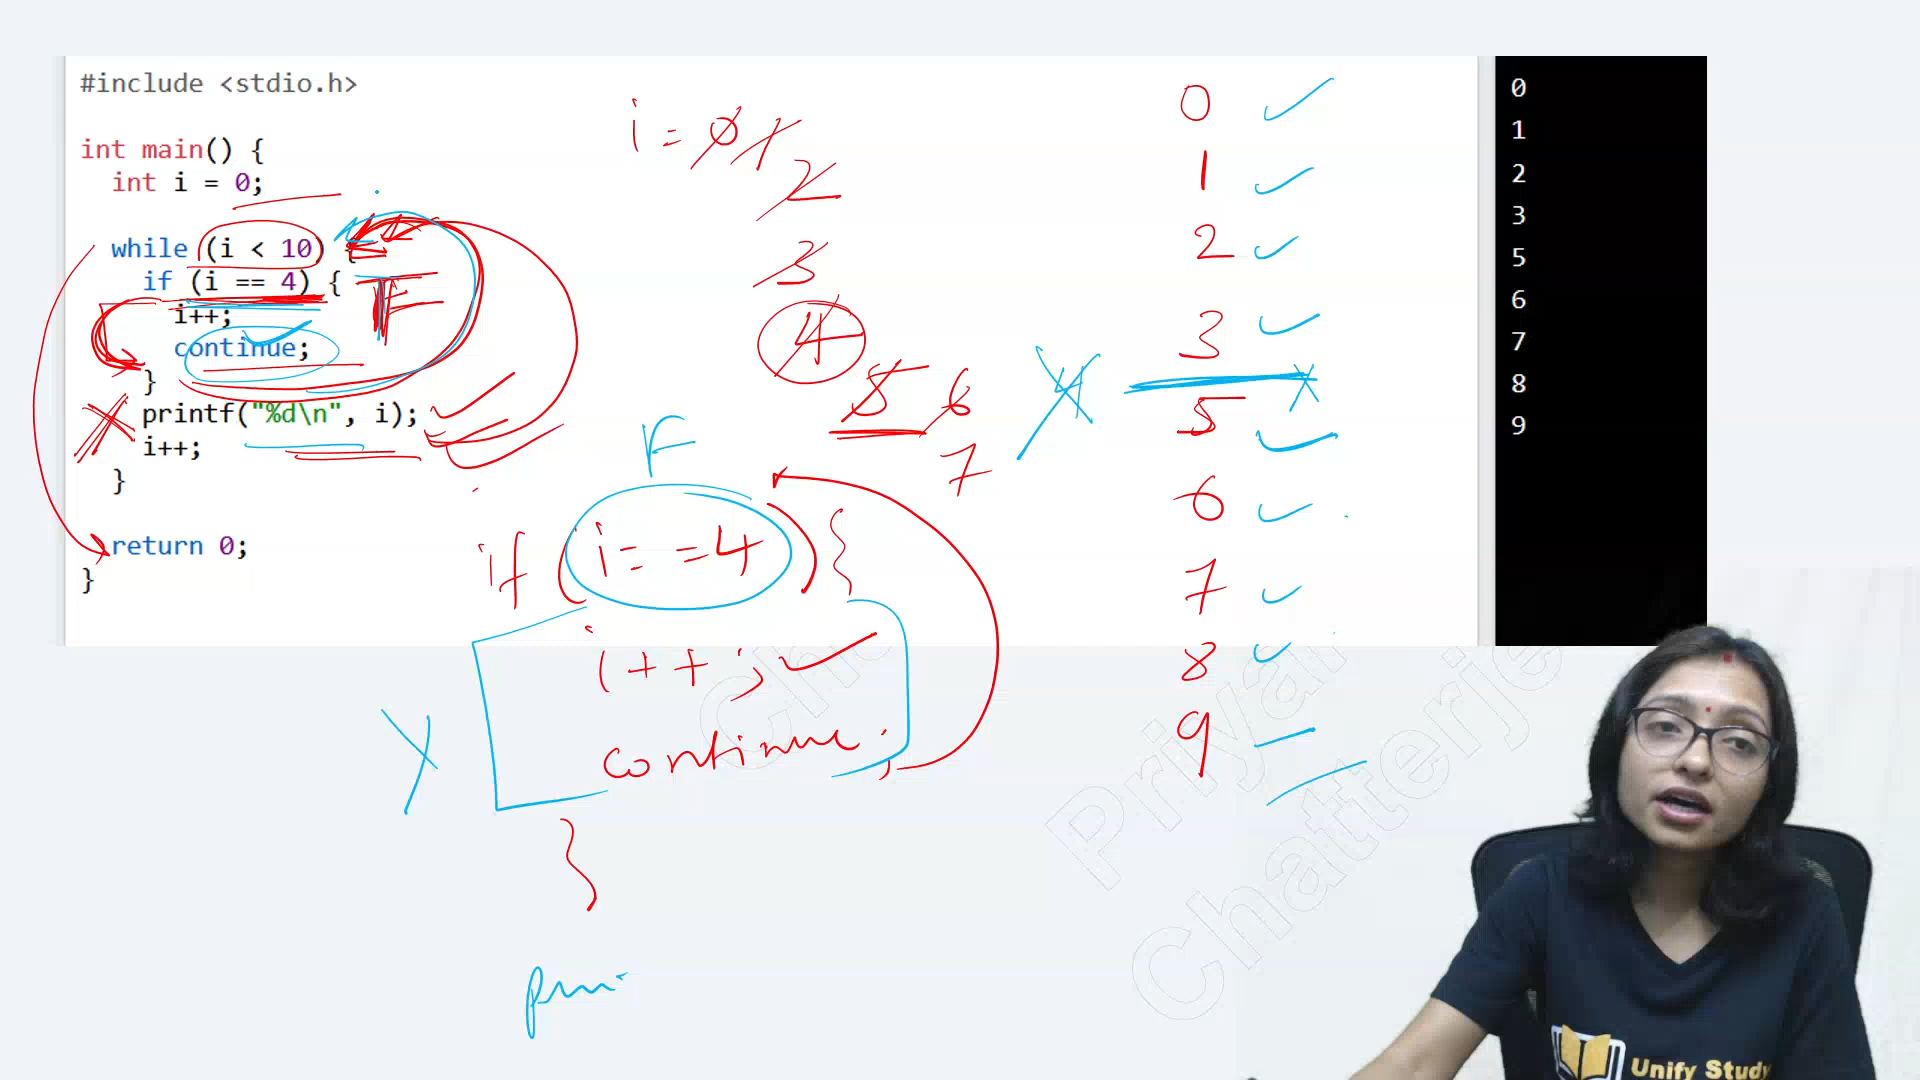 #include <stdio.h>
int main() {
int i = 0;
while (i < 10) {
if (i == 4) {
i++;
continue;
}
printf("%d\n", i);
i++;
}
return 0;
}
i = 0 1
2
3
4
5 6
7
4
F
if (i = = 4) {
i + + ;
continue ;
}
0
1
2
3
5
6
7
8
9
T
F
0
1
2
3
5
6
7
8
9
Priya
Chatterje
Unify Study